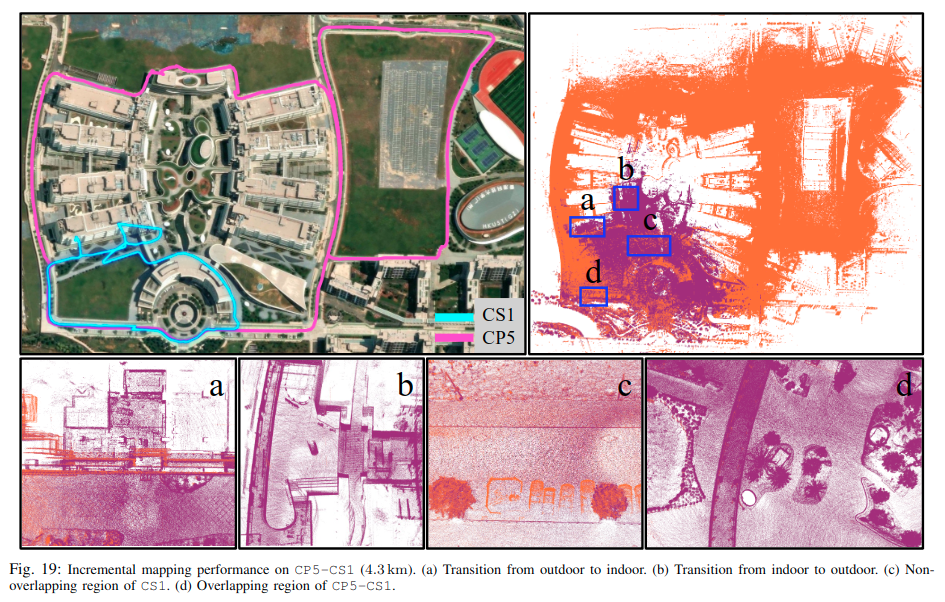 b
a
c
d
CS1
CP5
a
b
c
d
Fig. 19: Incremental mapping performance on CP5-CS1 (4.3 km). (a) Transition from outdoor to indoor. (b) Transition from indoor to outdoor. (c) Non-
overlapping region of CS1. (d) Overlapping region of CP5-CS1.